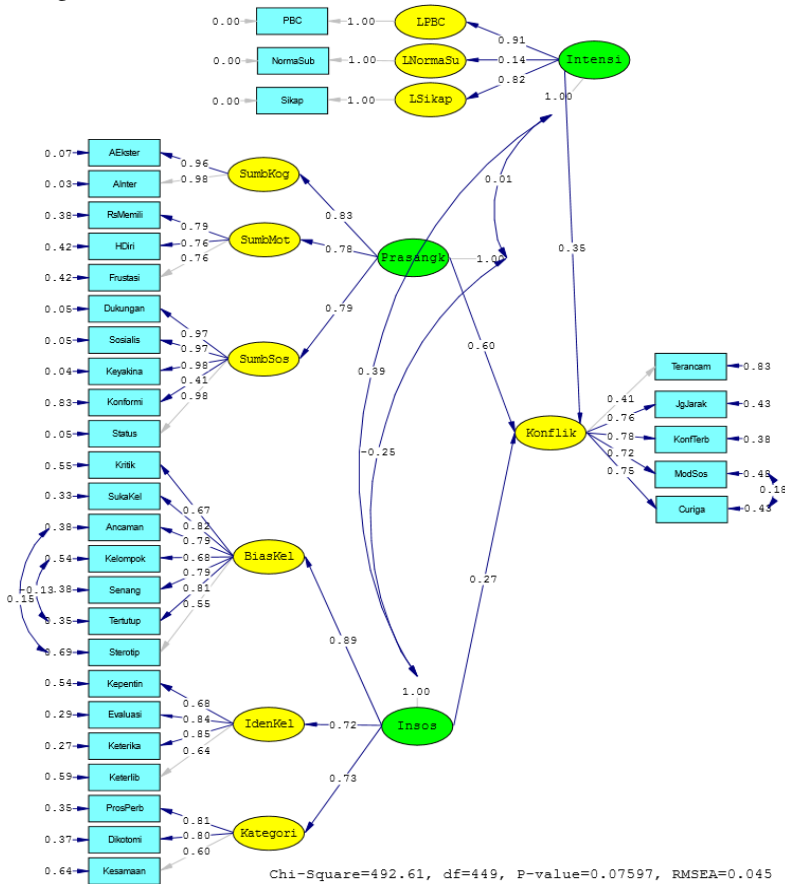 0.00 PBC 1.00 LPBC
0.91
0.00 NormaSub 1.00 LNormaSu 0.14 Intensi
0.82
0.00 Sikap 1.00 LSikap 1.00
0.07 AEkster
0.96
0.03 AInter 0.98 SumbKog 0.01
0.38 RsMemili 0.83
0.79
0.42 HDiri 0.76 SumbMot 0.35
0.76 0.78
0.42 Frustasi Prasangk 1.00
0.05 Dukungan
0.97 0.79
0.05 Sosialis 0.97
0.04 Keyakina 0.98 SumbSos 0.60
0.41 0.39 Terancam 0.83
0.83 Konformi 0.98
0.41 JgJarak 0.43
0.05 Status 0.76
Konflik 0.78 KonfTerb 0.38
0.55 Kritik -0.25 0.72
0.75 ModSos 0.48
0.33 SukaKel 0.67 0.18
0.82 Curiga 0.43
0.38 Ancaman 0.75
0.54 Kelompok 0.68 BiasKel
0.79
-0.13 0.38 Senang 0.81 0.27
0.15 0.55
0.35 Tertutup
0.69 Sterotip 0.89
0.54 Kepentin 1.00
0.68
0.29 Evaluasi 0.84
0.85 IdenKel 0.72 Insos
0.27 Keterika 0.64
0.59 Keterlib 0.73
0.35 ProsPerb
0.81
0.37 Dikotomi 0.80 Kategori
0.60
0.64 Kesamaan
Chi-Square=492.61, df=449, P-value=0.07597, RMSEA=0.045